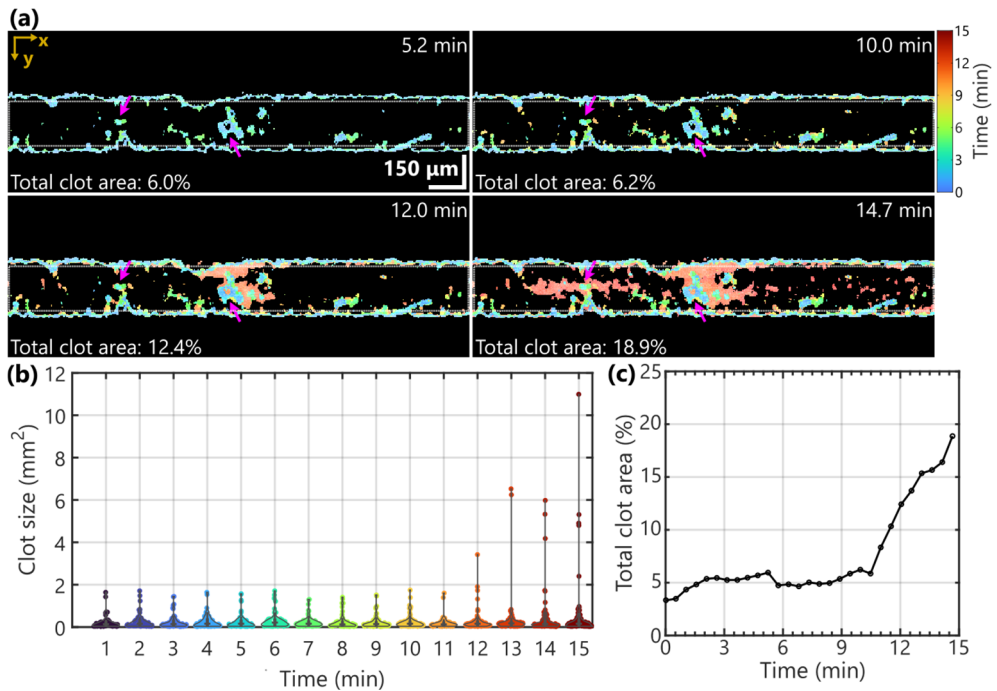 (a)
x
y
5.2 min
150 μm
Total clot area: 6.0%
10.0 min
Total clot area: 6.2%
15
12
9
6
3
0
Time (min)
12.0 min
Total clot area: 12.4%
14.7 min
Total clot area: 18.9%
(b)
12
10
8
6
4
2
0
Clot size (mm²)
1 2 3 4 5 6 7 8 9 10 11 12 13 14 15
Time (min)
(c)
25
20
15
10
5
0
Total clot area (%)
0 3 6 9 12 15
Time (min)